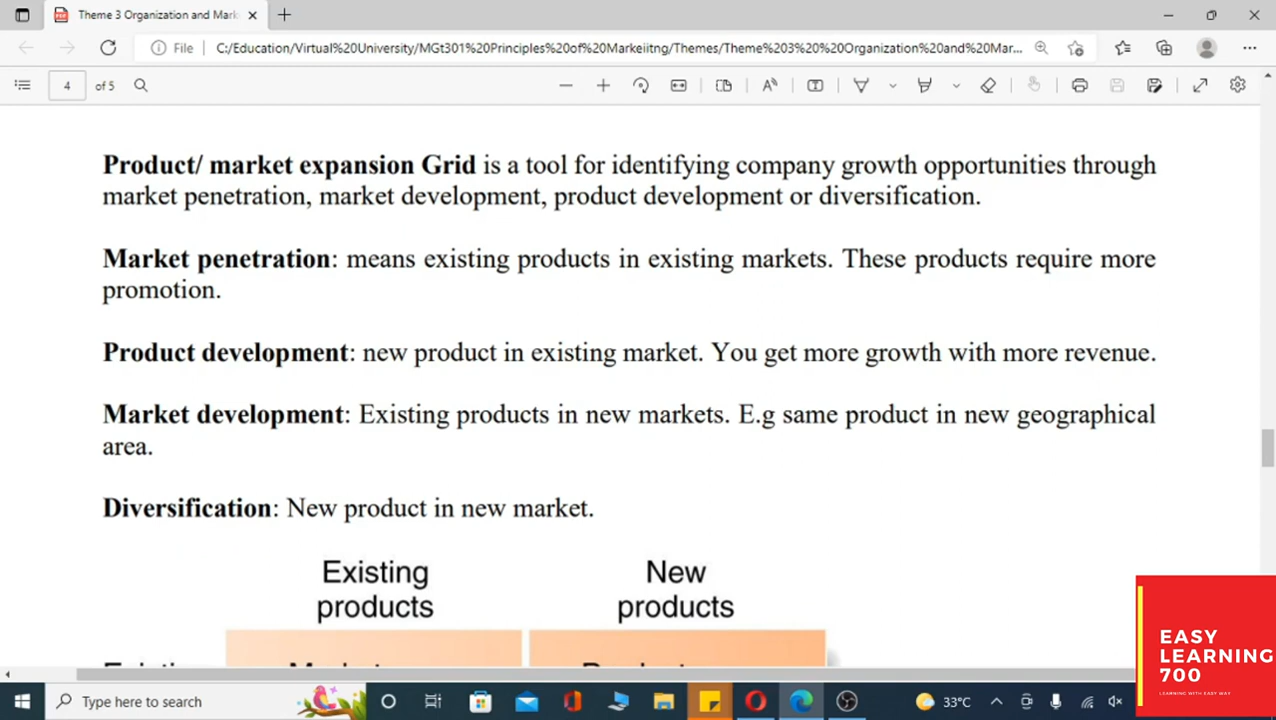 Theme 3 Organization and Mark
File
C:/Education/Virtual%20University/MGt301%20Principles%20of%20Markeiitng/Themes/Theme%203%20%20Organization%20and%20Mar...
4 of 5
Product/ market expansion Grid is a tool for identifying company growth opportunities through
market penetration, market development, product development or diversification.
Market penetration: means existing products in existing markets. These products require more
promotion.
Product development: new product in existing market. You get more growth with more revenue.
Market development: Existing products in new markets. E.g same product in new geographical
area.
Diversification: New product in new market.
Existing
products
New
products
EASY
LEARNING
700
LEARNING WITH EASY WAY
Type here to search
33°C